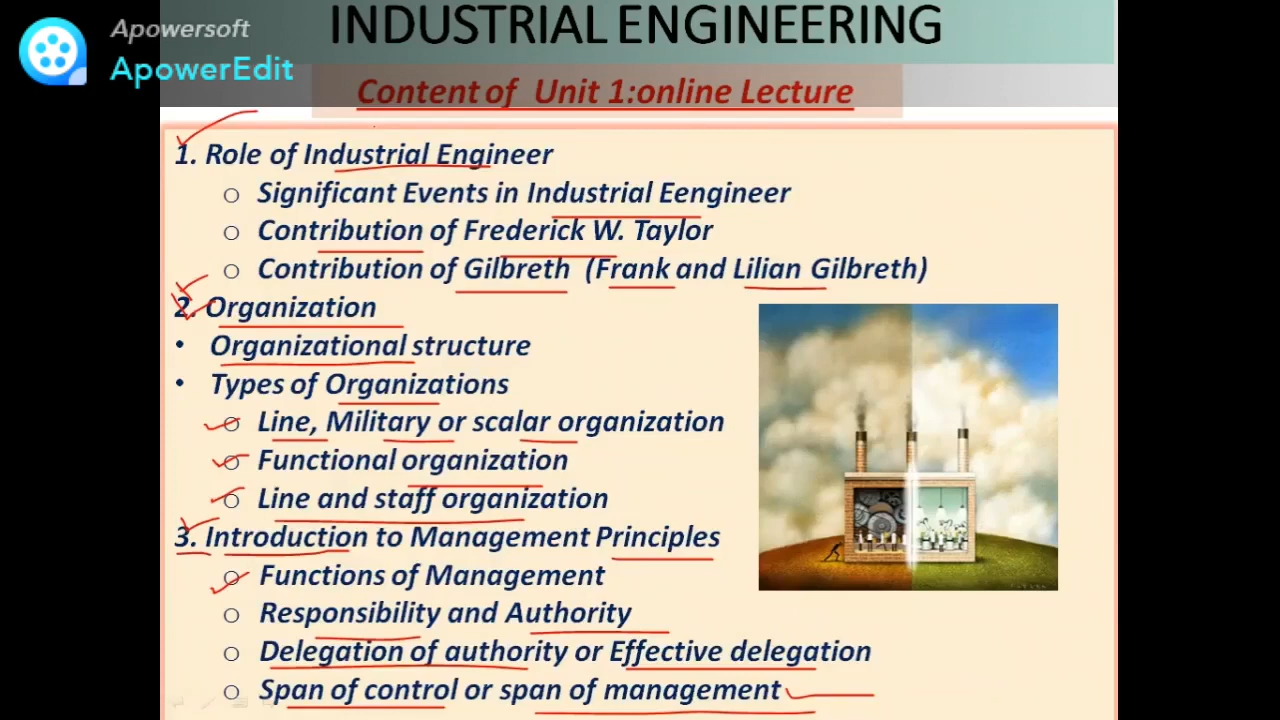 Apowersoft
ApowerEdit
INDUSTRIAL ENGINEERING
Content of Unit 1:online Lecture
1. Role of Industrial Engineer
o Significant Events in Industrial Eengineer
o Contribution of Frederick W. Taylor
o Contribution of Gilbreth (Frank and Lilian Gilbreth)
2. Organization
• Organizational structure
• Types of Organizations
o Line, Military or scalar organization
o Functional organization
o Line and staff organization
3. Introduction to Management Principles
o Functions of Management
o Responsibility and Authority
o Delegation of authority or Effective delegation
o Span of control or span of management